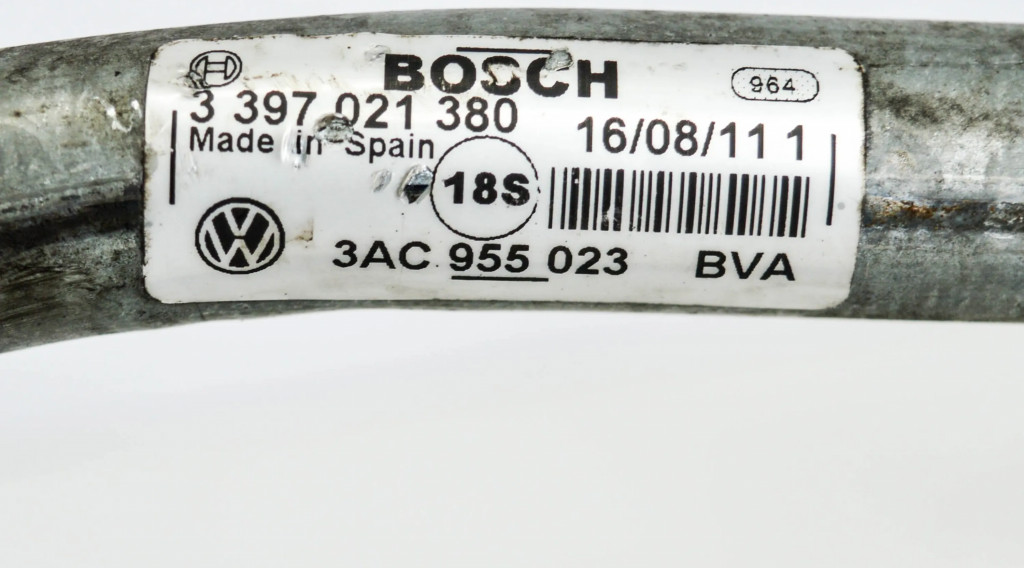 BOSCH
964
3 397 021 380
16/08/11 1
Made in Spain
18S
3AC 955 023 BVA